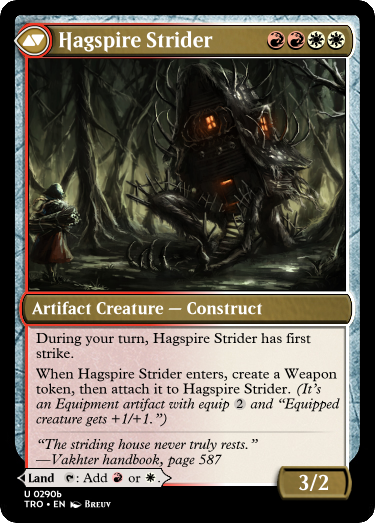 Hagspire Strider
Artifact Creature — Construct
During your turn, Hagspire Strider has first
strike.
When Hagspire Strider enters, create a Weapon
token, then attach it to Hagspire Strider. (It's
an Equipment artifact with equip 2 and “Equipped
creature gets +1/+1.”)
“The striding house never truly rests.”
—Vakhter handbook, page 587
Land : Add or .
3/2
U 0290b
TRO • EN Breuv